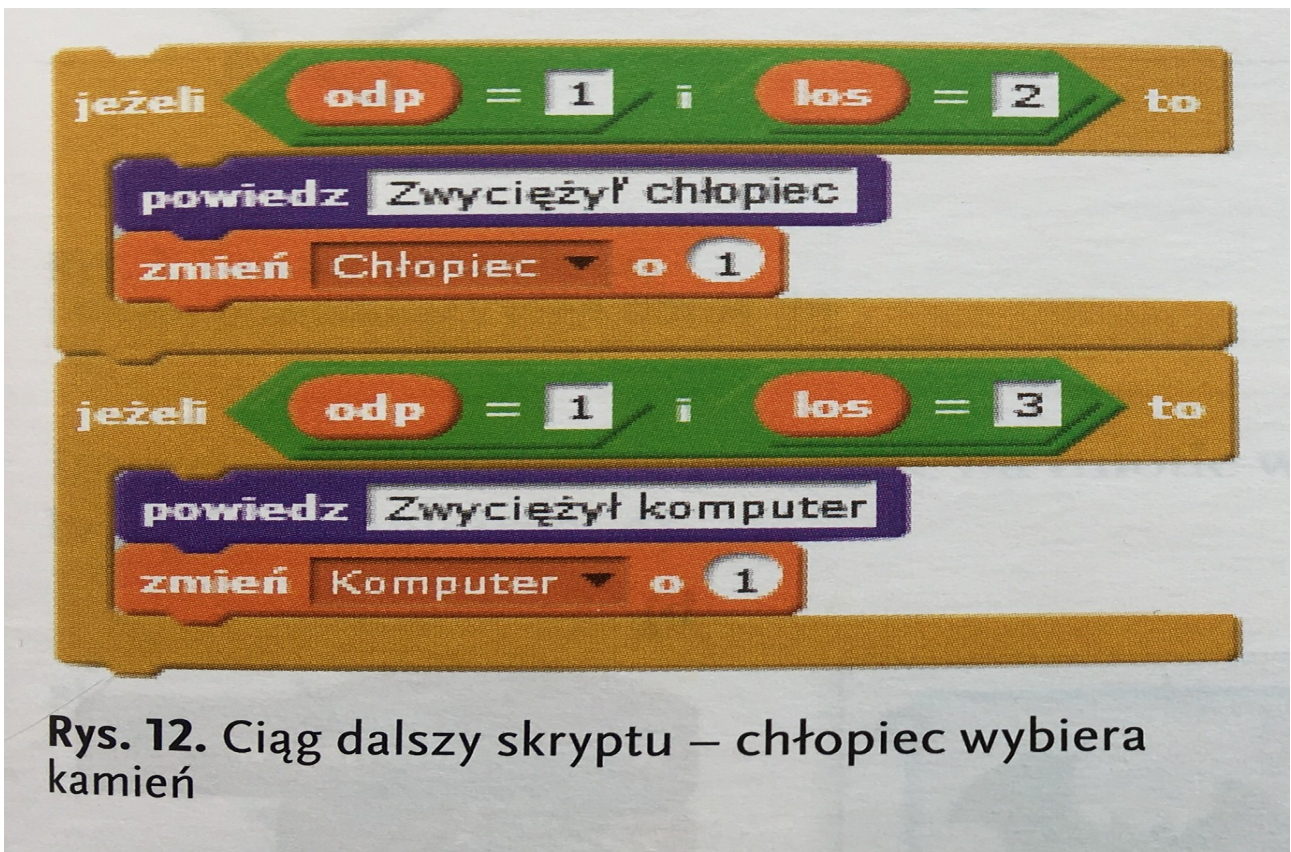 jeżeli odp = 1 i los = 2 to
powiedz Zwyciężył chłopiec
zmień Chłopiec o 1
jeżeli odp = 1 i los = 3 to
powiedz Zwyciężył komputer
zmień Komputer o 1
Rys. 12. Ciąg dalszy skryptu – chłopiec wybiera
kamień